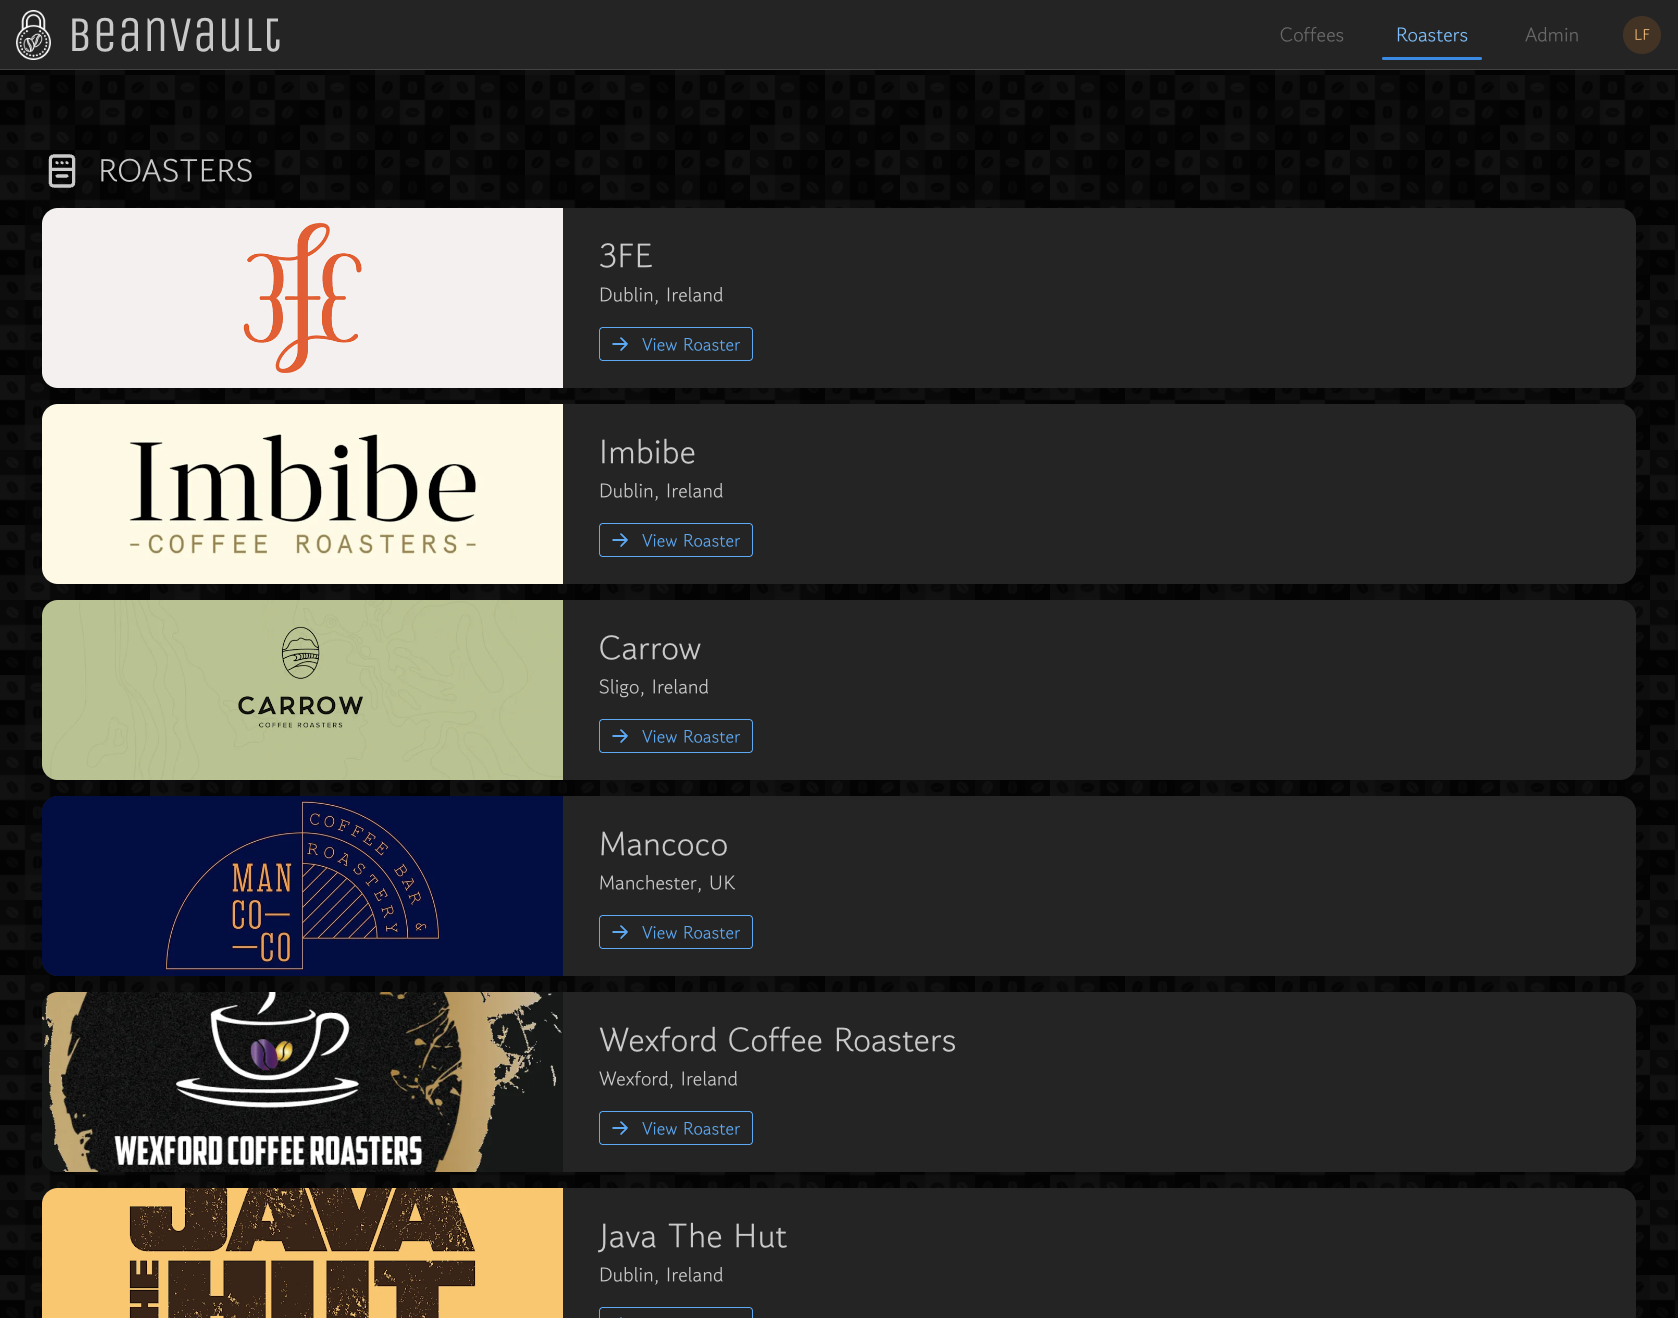 Beanvault
Coffees
Roasters
Admin
LF
ROASTERS
3FE
3FE
Dublin, Ireland
View Roaster
Imbibe
-COFFEE ROASTERS-
Imbibe
Dublin, Ireland
View Roaster
CARROW
COFFEE ROASTERS
Carrow
Sligo, Ireland
View Roaster
COFFEE BAR &
ROASTERY
MAN
CO—
—CO
Mancoco
Manchester, UK
View Roaster
WEXFORD COFFEE ROASTERS
Wexford Coffee Roasters
Wexford, Ireland
View Roaster
JAVA
THE
HUT
Java The Hut
Dublin, Ireland